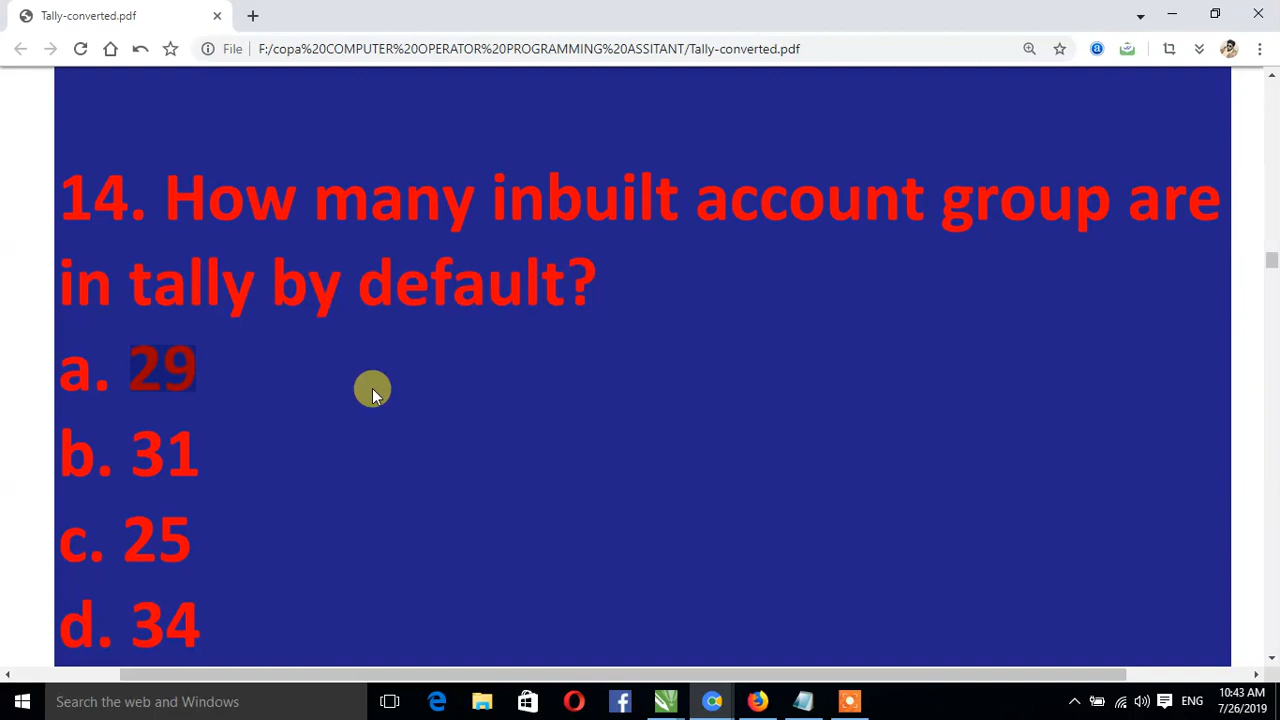 Tally-converted.pdf
File F:/copa%20COMPUTER%20OPERATOR%20PROGRAMMING%20ASSITANT/Tally-converted.pdf
14. How many inbuilt account group are
in tally by default?
a. 29
b. 31
c. 25
d. 34
Search the web and Windows
ENG
10:43 AM
7/26/2019